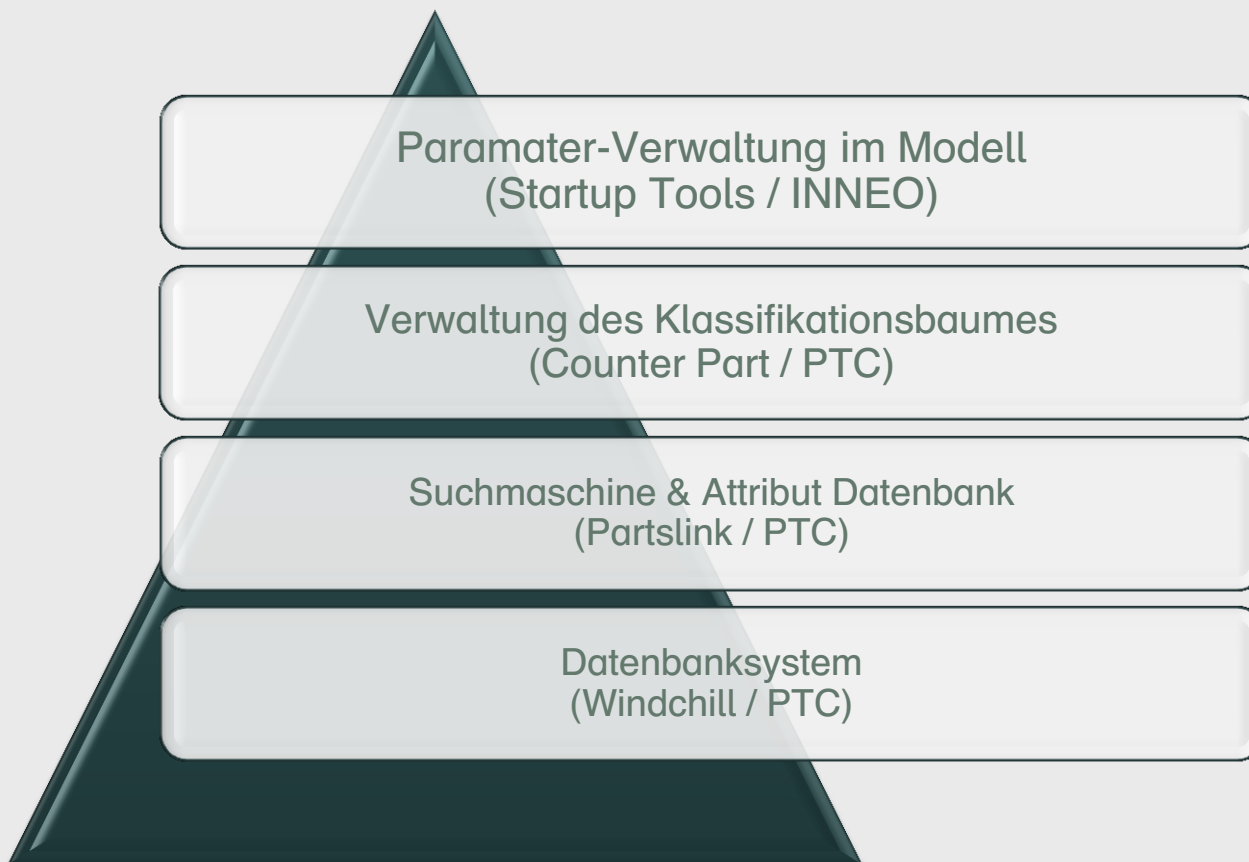 Paramater-Verwaltung im Modell
(Startup Tools / INNEO)
Verwaltung des Klassifikationsbaumes
(Counter Part / PTC)
Suchmaschine & Attribut Datenbank
(Partslink / PTC)
Datenbanksystem
(Windchill / PTC)